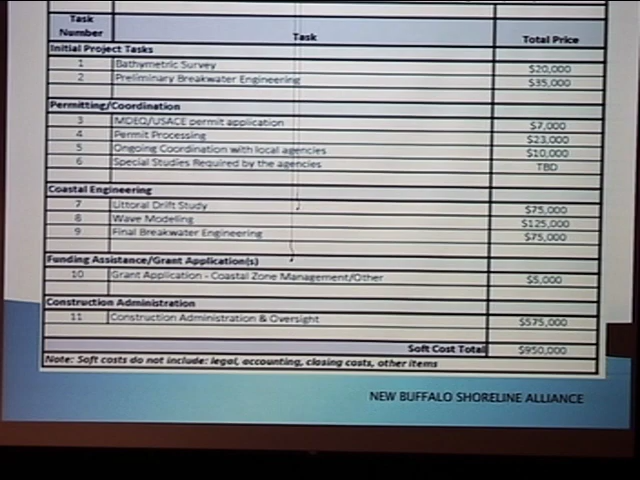 Task Number Task Total Price
Initial Project Tasks
1 Bathymetric Survey $20,000
2 Preliminary Breakwater Engineering $35,000
Permitting/Coordination
3 MDEQ/USACE permit application $7,000
4 Permit Processing $23,000
5 Ongoing Coordination with local agencies $10,000
6 Special Studies Required by the agencies TBD
Coastal Engineering
7 Littoral Drift Study $75,000
8 Wave Modeling $125,000
9 Final Breakwater Engineering $75,000
Funding Assistance/Grant Application(s)
10 Grant Application - Coastal Zone Management/Other $5,000
Construction Administration
11 Construction Administration & Oversight $575,000
Soft Cost Total $950,000
Note: Soft costs do not include: legal, accounting, closing costs, other items
NEW BUFFALO SHORELINE ALLIANCE